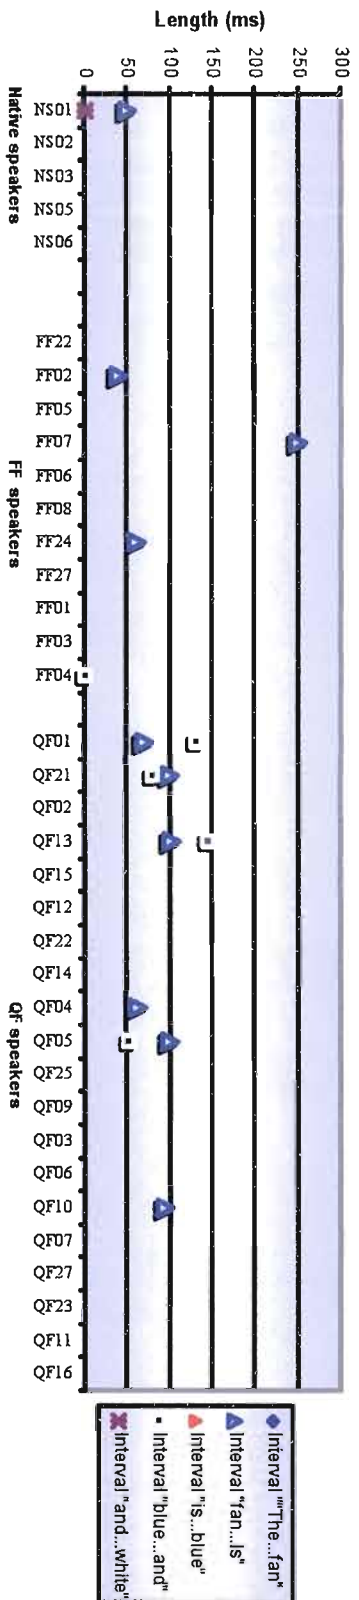 Length (ms)
0
50
100
150
200
250
300
NS01
NS02
NS03
NS05
NS06
FF22
FF02
FF05
FF07
FF06
FF08
FF24
FF27
FF01
FF03
FF04
QF01
QF21
QF02
QF13
QF15
QF12
QF22
QF14
QF04
QF05
QF25
QF09
QF03
QF06
QF10
QF07
QF27
QF23
QF11
QF16
Native speakers
FF speakers
QF speakers
Interval ""The...fan"
Interval "fan...Is"
Interval "is...blue"
Interval "blue...and"
Interval "and...white"